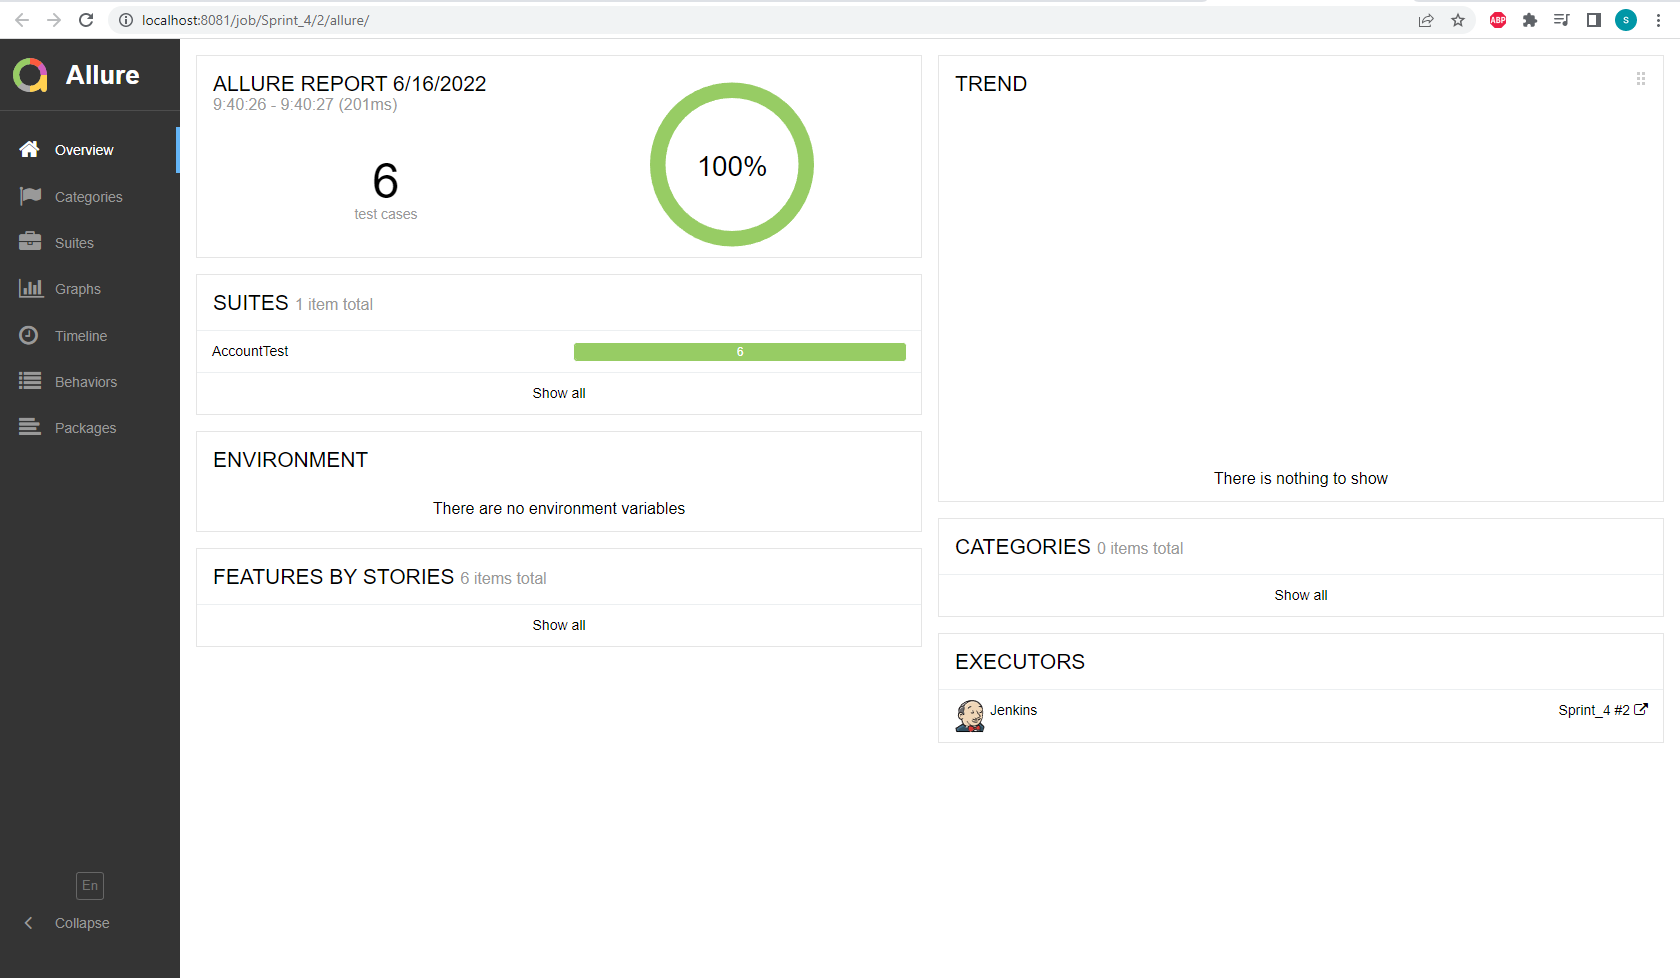 localhost:8081/job/Sprint_4/2/allure/
ABP
S
Allure
Overview
Categories
Suites
Graphs
Timeline
Behaviors
Packages
En
Collapse
ALLURE REPORT 6/16/2022
9:40:26 - 9:40:27 (201ms)
6
test cases
100%
SUITES 1 item total
AccountTest 6
Show all
ENVIRONMENT
There are no environment variables
FEATURES BY STORIES 6 items total
Show all
TREND
There is nothing to show
CATEGORIES 0 items total
Show all
EXECUTORS
Jenkins Sprint_4 #2